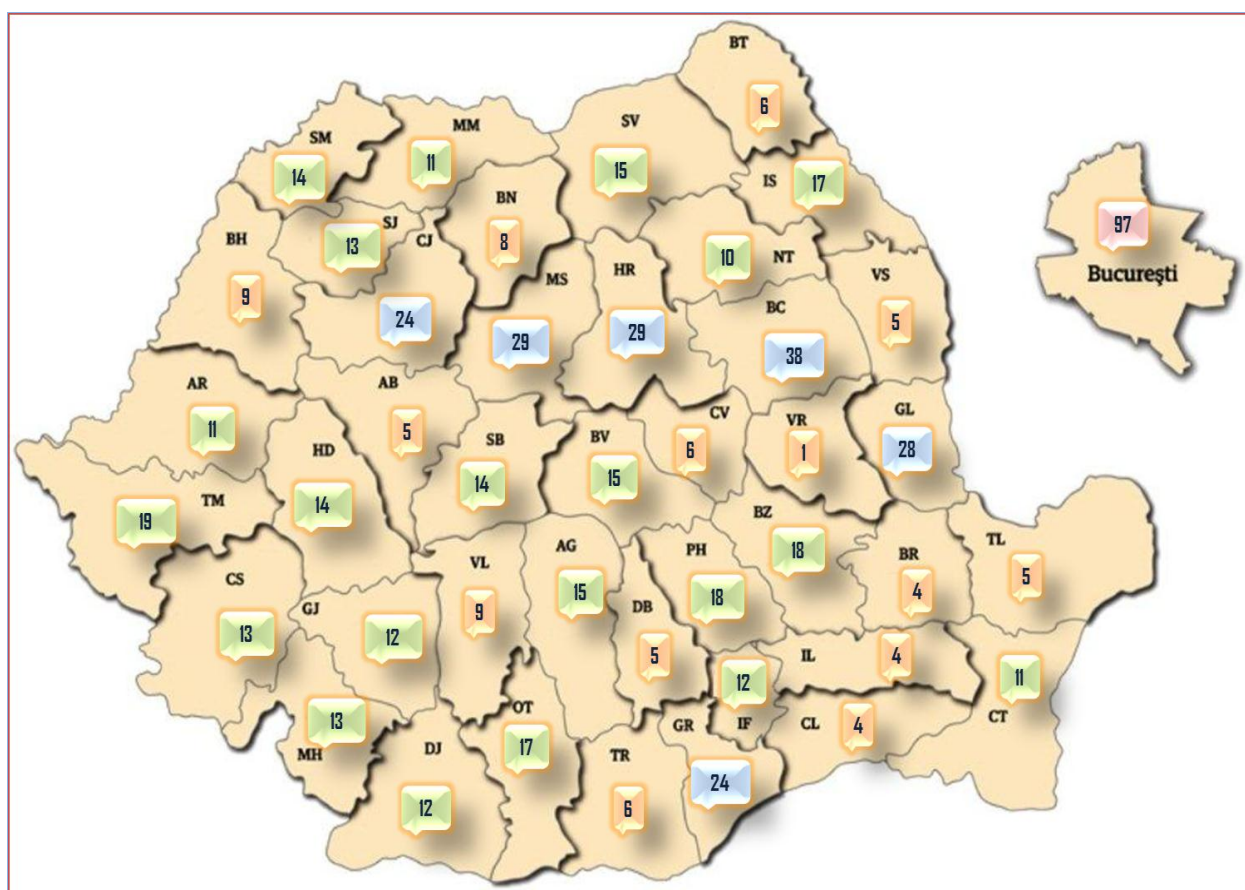 BT
6
MM
SV
SM
11
15
IS
17
14
BN
97
SJ
CJ
8
BH
13
10
NT
București
MS
HR
VS
9
24
29
29
BC
38
5
AR
AB
11
5
CV
VR
GL
HD
SB
BV
6
1
28
TM
14
14
15
19
BZ
CS
VL
AG
PH
18
BR
TL
GJ
9
15
DB
18
4
5
13
12
5
IL
4
12
11
13
OT
GR
IF
CL
4
CT
MH
DJ
17
TR
24
12
6